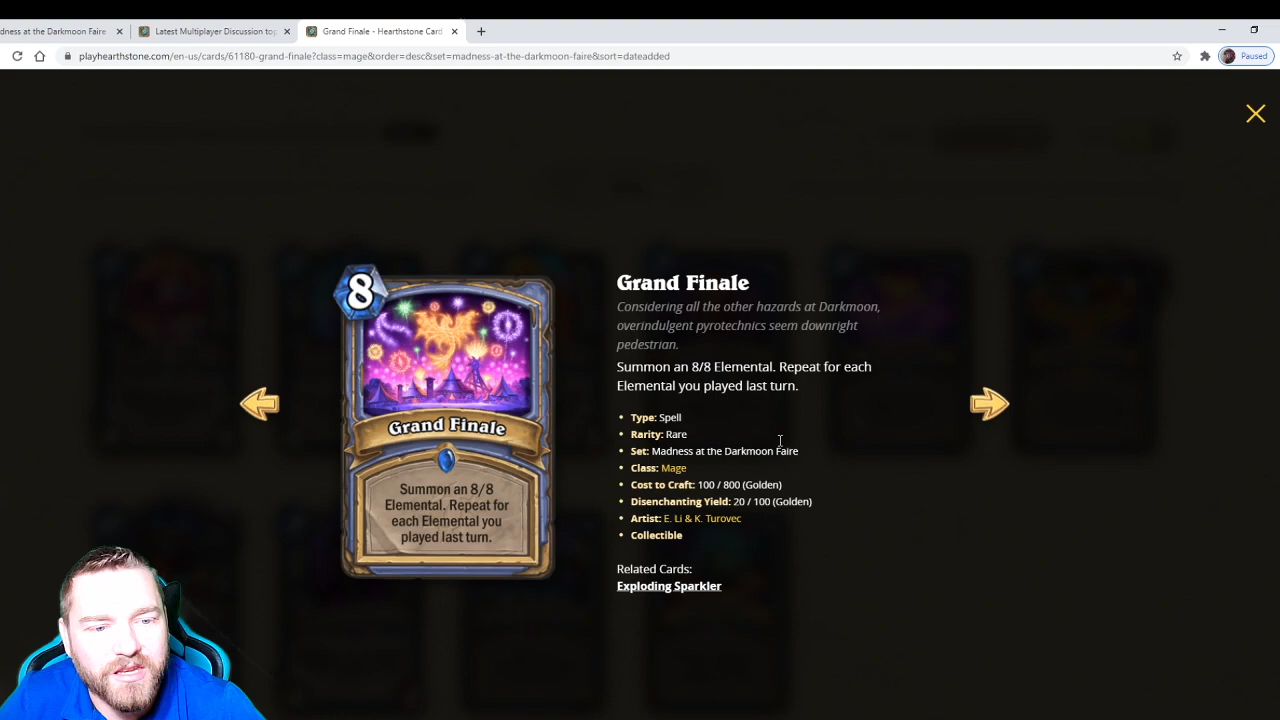 dness at the Darkmoon Faire
Latest Multiplayer Discussion top
Grand Finale - Hearthstone Card
playhearthstone.com/en-us/cards/61180-grand-finale?class=mage&order=desc&set=madness-at-the-darkmoon-faire&sort=dateadded
Paused
8
Grand Finale
Summon an 8/8
Elemental. Repeat for
each Elemental you
played last turn.
Grand Finale
Considering all the other hazards at Darkmoon,
overindulgent pyrotechnics seem downright
pedestrian.
Summon an 8/8 Elemental. Repeat for each
Elemental you played last turn.
• Type: Spell
• Rarity: Rare
• Set: Madness at the Darkmoon Faire
• Class: Mage
• Cost to Craft: 100 / 800 (Golden)
• Disenchanting Yield: 20 / 100 (Golden)
• Artist: E. Li & K. Turovec
• Collectible
Related Cards:
Exploding Sparkler